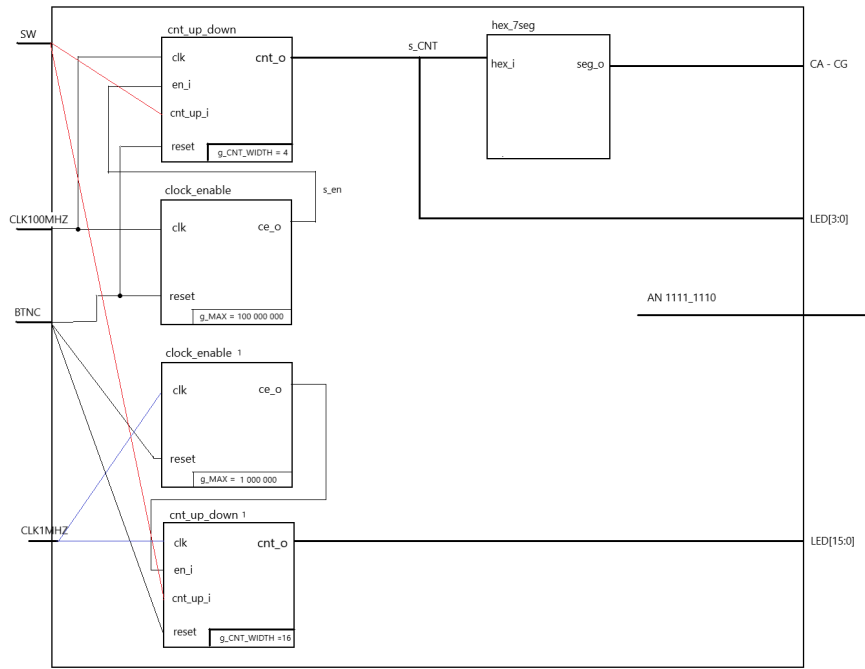 SW
cnt_up_down
clk
cnt_o
en_i
cnt_up_i
reset
g_CNT_WIDTH = 4
s_CNT
hex_7seg
hex_i
seg_o
CA - CG
s_en
clock_enable
CLK100MHZ
clk
ce_o
reset
g_MAX = 100 000 000
LED[3:0]
BTNC
AN 1111_1110
clock_enable 1
clk
ce_o
reset
g_MAX = 1 000 000
cnt_up_down 1
CLK1MHZ
clk
cnt_o
en_i
cnt_up_i
reset
g_CNT_WIDTH =16
LED[15:0]